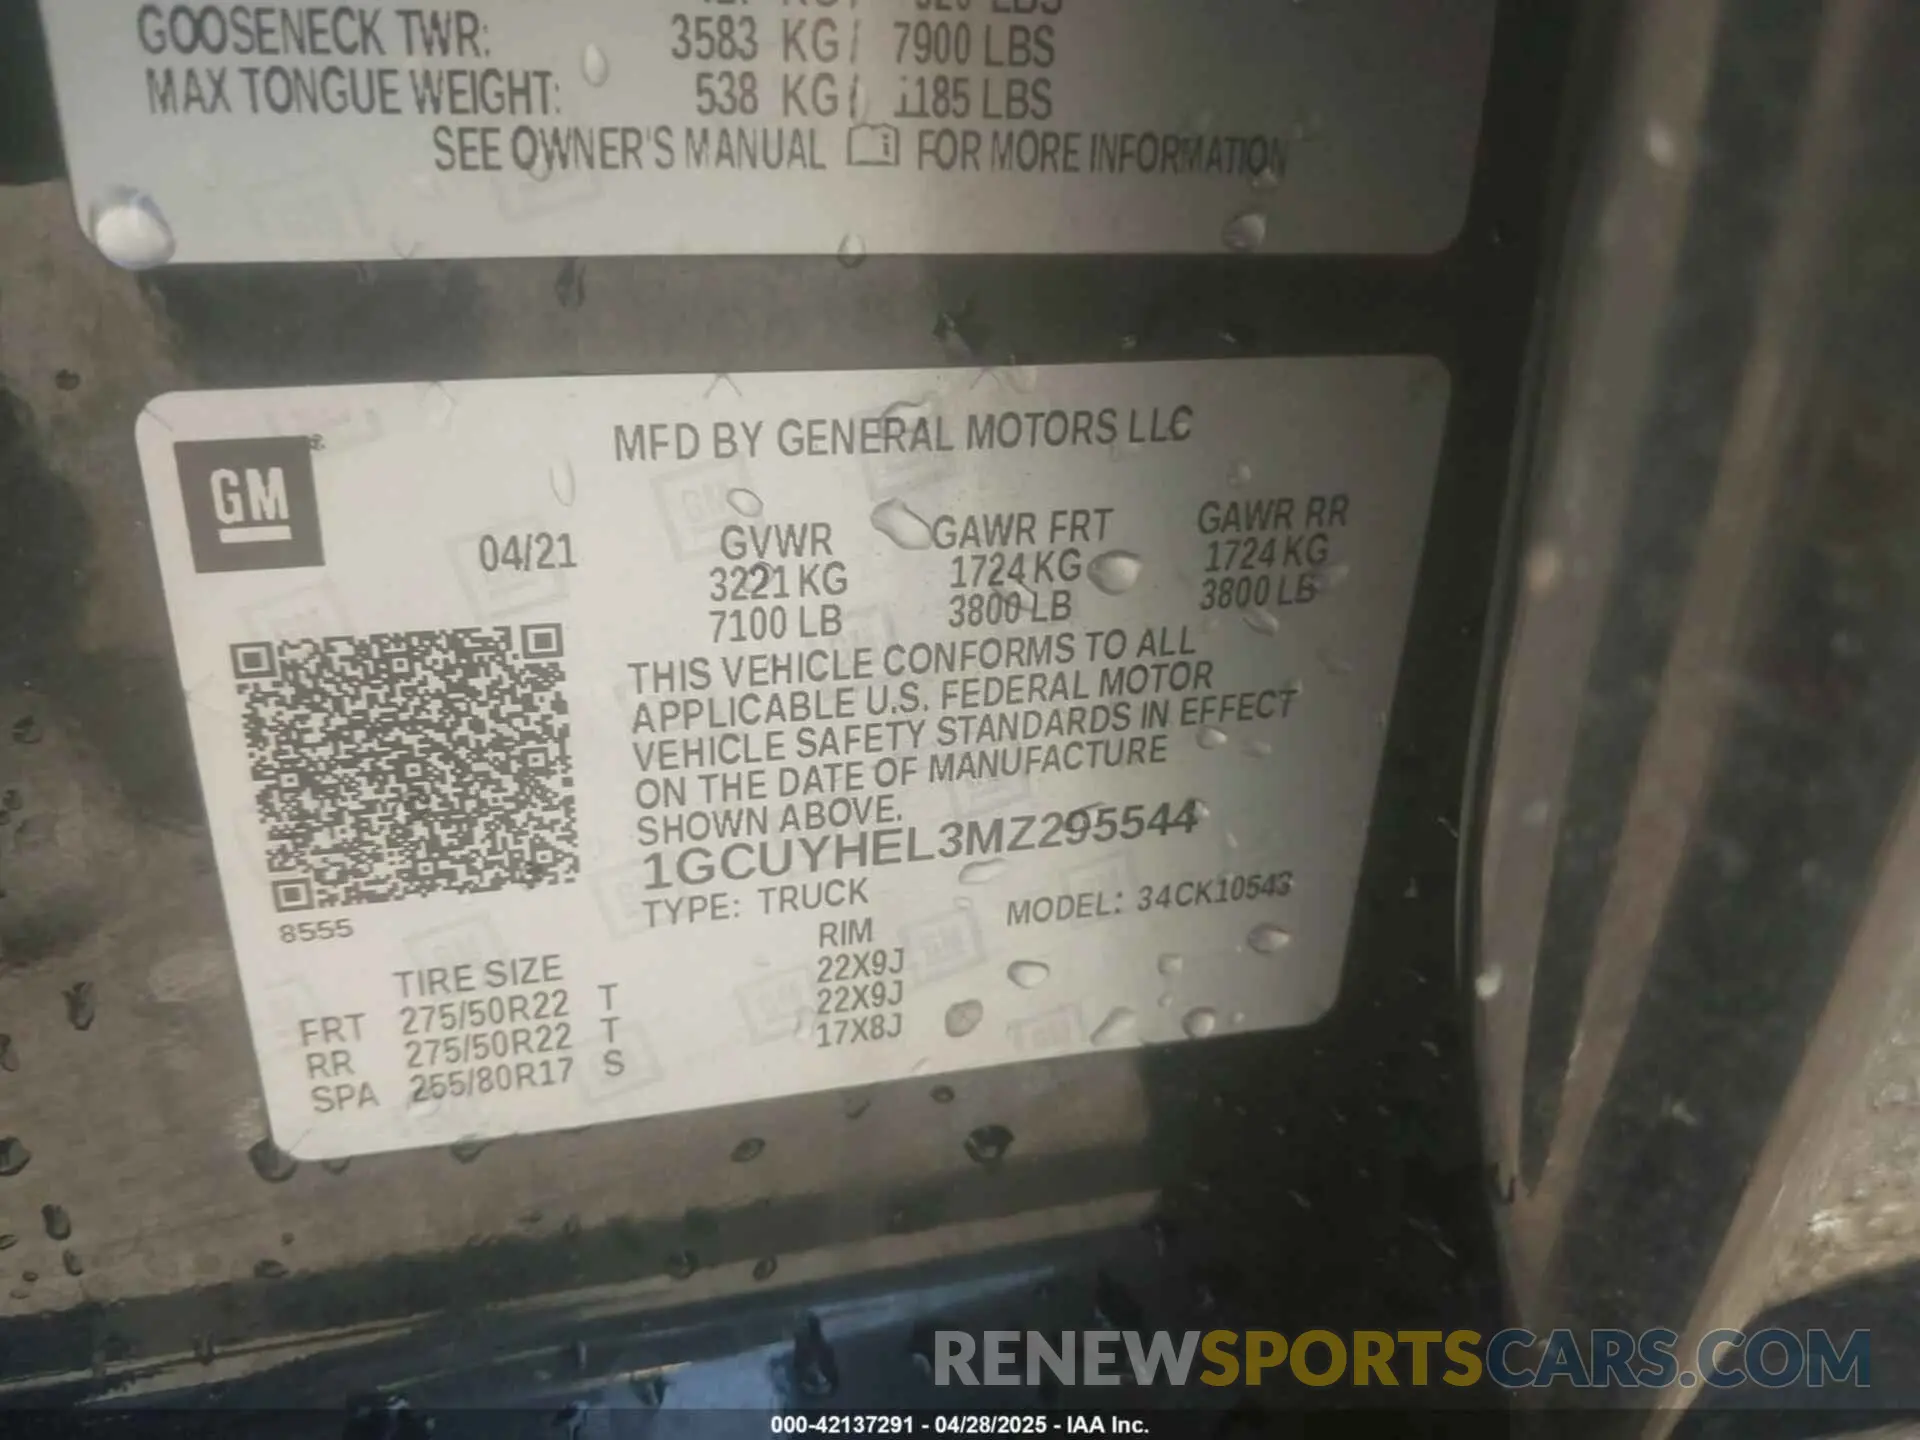 GOOSENECK TWR: 3583 KG/ 7900 LBS
MAX TONGUE WEIGHT: 538 KG/ 1185 LBS
SEE OWNER'S MANUAL i FOR MORE INFORMATION
GM®
MFD BY GENERAL MOTORS LLC
04/21 GVWR GAWR FRT GAWR RR
3221 KG 1724 KG 1724 KG
7100 LB 3800 LB 3800 LB
THIS VEHICLE CONFORMS TO ALL
APPLICABLE U.S. FEDERAL MOTOR
VEHICLE SAFETY STANDARDS IN EFFECT
ON THE DATE OF MANUFACTURE
SHOWN ABOVE.
1GCUYHEL3MZ295544
TYPE: TRUCK MODEL: 34CK10543
8555
TIRE SIZE RIM
FRT 275/50R22 T 22X9J
RR 275/50R22 T 22X9J
SPA 255/80R17 S 17X8J
RENEWSPORTSCARS.COM
000-42137291 - 04/28/2025 - IAA Inc.